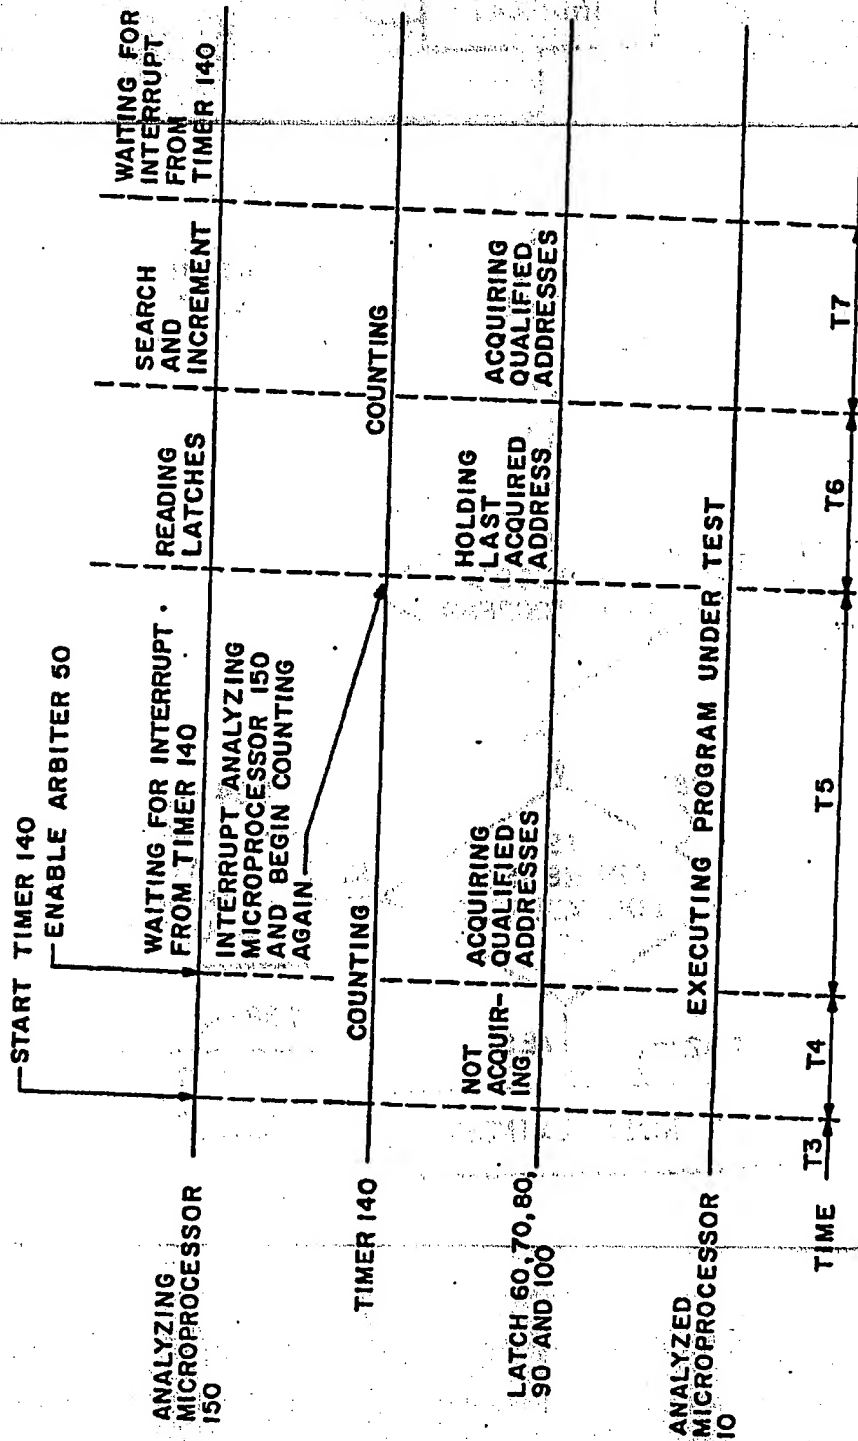 START TIMER 140
ENABLE ARBITER 50
ANALYZING
MICROPROCESSOR
150
WAITING FOR INTERRUPT
FROM TIMER 140
READING
LATCHES
SEARCH
AND
INCREMENT
WAITING FOR
INTERRUPT
FROM
TIMER 140
INTERRUPT ANALYZING
MICROPROCESSOR 150
AND BEGIN COUNTING
AGAIN
TIMER 140
COUNTING
COUNTING
LATCH 60,70,80,
90 AND 100
NOT
ACQUIR-
ING
ACQUIRING
QUALIFIED
ADDRESSES
HOLDING
LAST
ACQUIRED
ADDRESS
ACQUIRING
QUALIFIED
ADDRESSES
ANALYZED
MICROPROCESSOR
10
EXECUTING PROGRAM UNDER TEST
TIME
T3
T4
T5
T6
T7